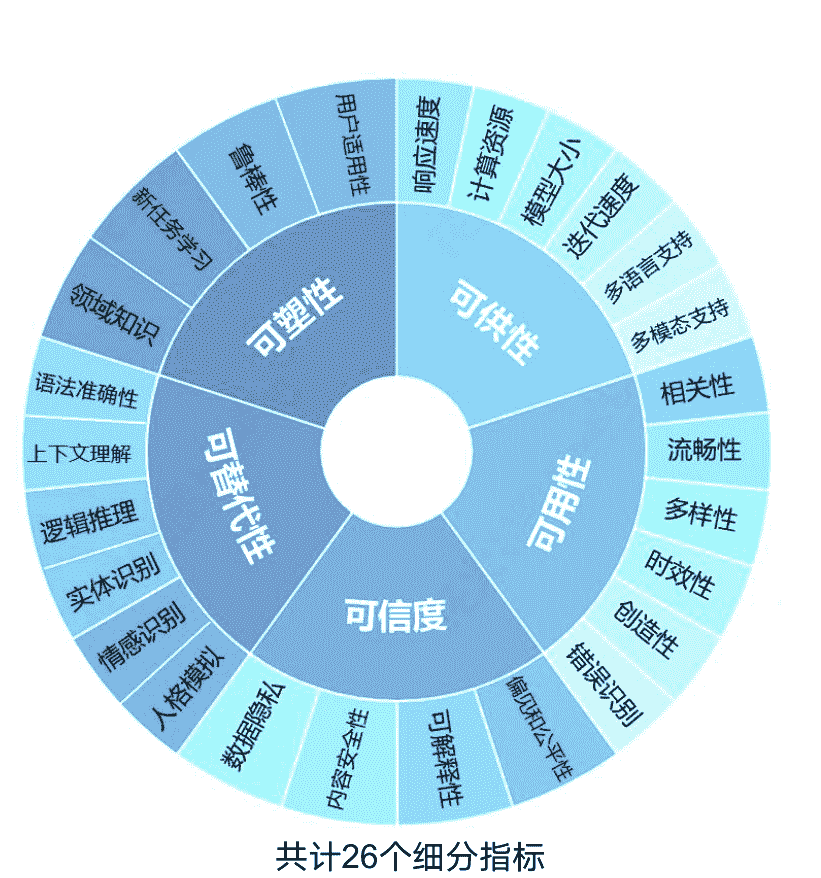 可供性
响应速度
计算资源
模型大小
迭代速度
多语言支持
多模态支持
可用性
相关性
流畅性
多样性
时效性
创造性
错误识别
可信度
偏见和公平性
可解释性
内容安全性
数据隐私
可替代性
人格模拟
情感识别
实体识别
逻辑推理
上下文理解
语法准确性
可塑性
领域知识
新任务学习
鲁棒性
用户适用性
共计26个细分指标